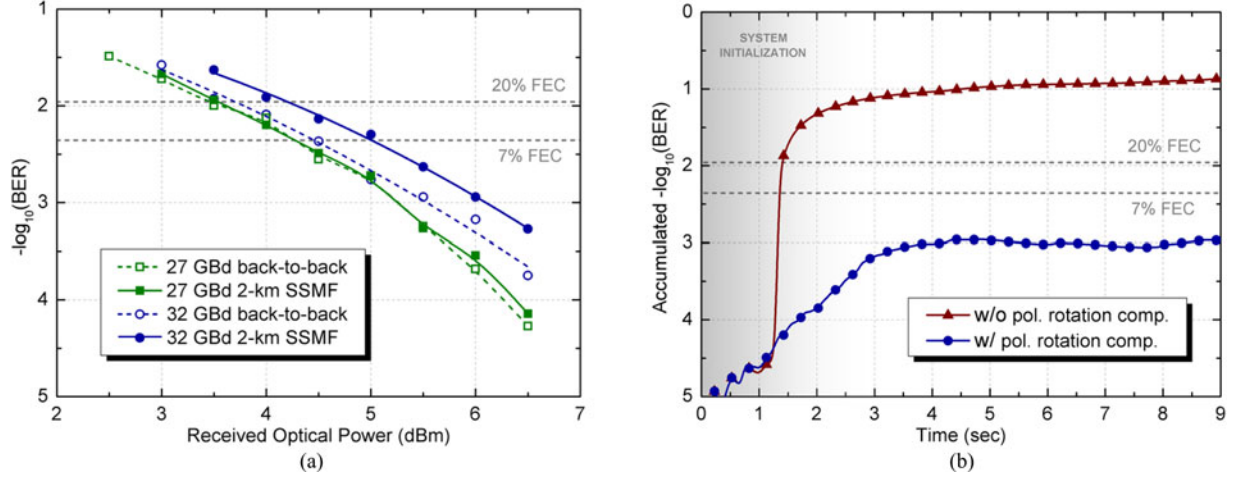 1
2
3
4
5
-log10(BER)
20% FEC
7% FEC
27 GBd back-to-back
27 GBd 2-km SSMF
32 GBd back-to-back
32 GBd 2-km SSMF
2 3 4 5 6 7
Received Optical Power (dBm)
(a)
0
1
2
3
4
5
Accumulated -log10(BER)
SYSTEM
INITIALIZATION
20% FEC
7% FEC
w/o pol. rotation comp.
w/ pol. rotation comp.
0 1 2 3 4 5 6 7 8 9
Time (sec)
(b)